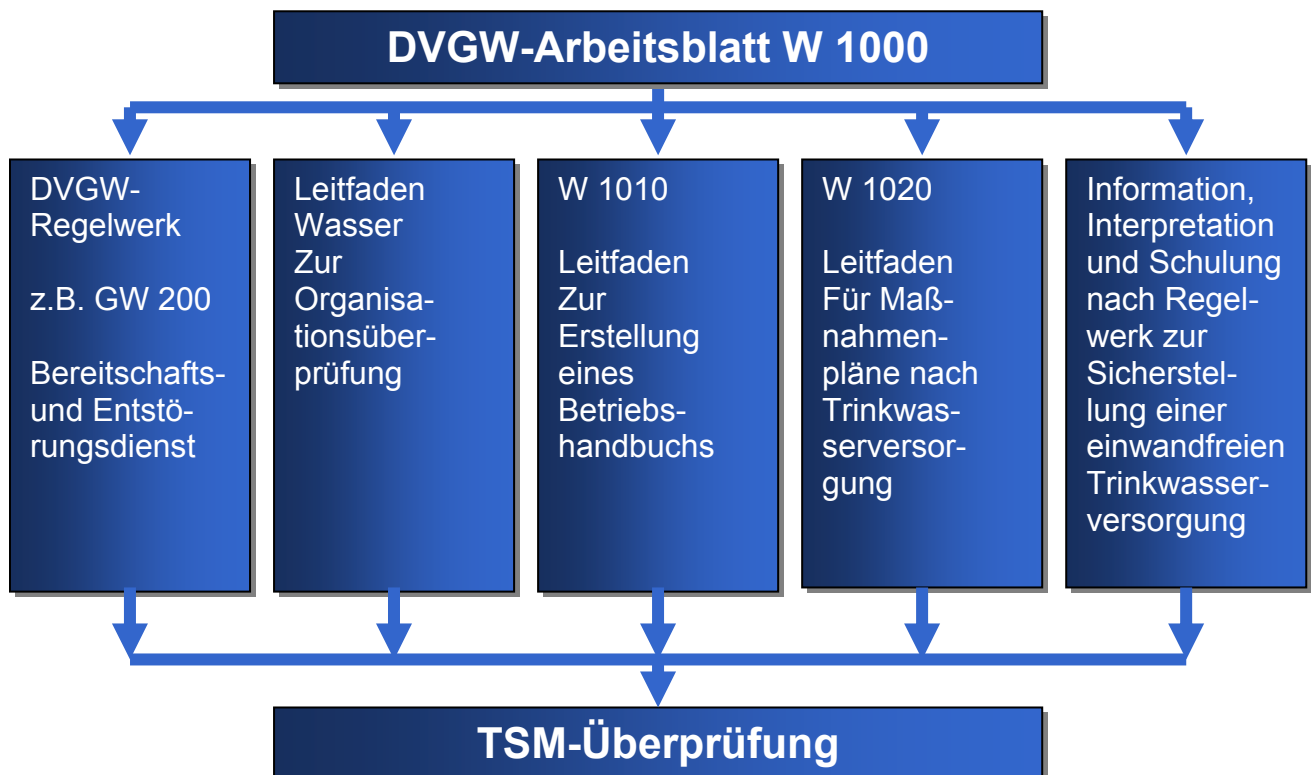 DVGW-Arbeitsblatt W 1000
DVGW-
Regelwerk
z.B. GW 200
Bereitschafts-
und Entstö-
rungsdienst
Leitfaden
Wasser
Zur
Organisa-
tionsüber-
prüfung
W 1010
Leitfaden
Zur
Erstellung
eines
Betriebs-
handbuchs
W 1020
Leitfaden
Für Maß-
nahmen-
pläne nach
Trinkwas-
serversor-
gung
Information,
Interpretation
und Schulung
nach Regel-
werk zur
Sicherstel-
lung einer
einwandfreien
Trinkwasser-
versorgung
TSM-Überprüfung